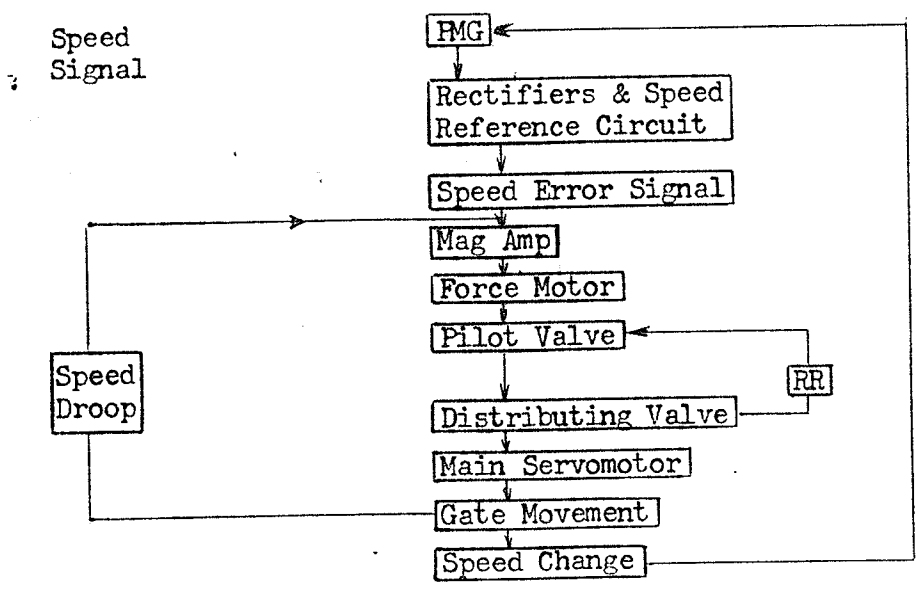 Speed
Signal
PMG
Rectifiers & Speed
Reference Circuit
Speed Error Signal
Mag Amp
Force Motor
Pilot Valve
Speed
Droop
RR
Distributing Valve
Main Servomotor
Gate Movement
Speed Change